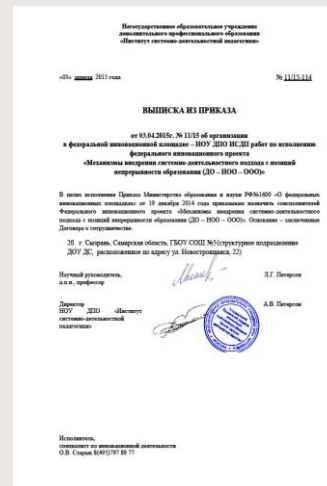 Негосударственное образовательное учреждение
дополнительного профессионального образования
«Институт системно-деятельностной педагогики»
«03» апреля 2015 года
№ 11/15-114
ВЫПИСКА ИЗ ПРИКАЗА
от 03.04.2015г. № 11/15 об организации
в федеральной инновационной площадке – НОУ ДПО ИСДП работ по исполнению
федерального инновационного проекта
«Механизмы внедрения системно-деятельностного подхода с позиций
непрерывности образования (ДО – НОО – ООО)»
В целях исполнения Приказа Министерства образования и науки РФ№1600 «О федеральных
инновационных площадках» от 19 декабря 2014 года приказываю назначить соисполнителей
Федерального инновационного проекта «Механизмы внедрения системно-деятельностного
подхода с позиций непрерывности образования (ДО – НОО – ООО)». Основание – заключенные
Договора о сотрудничестве:
20. г. Сызрань, Самарская область, ГБОУ СОШ №5(структурное подразделение
ДОУ ДС, расположенное по адресу ул. Новостроящаяся, 22)
Научный руководитель,
д.п.н., профессор
Л.Г. Петерсон
Директор
НОУ ДПО «Институт
системно-деятельностной
педагогики»
А.В. Петерсон
Исполнитель,
специалист по инновационной деятельности
О.В. Старых 8(495)797 89 77